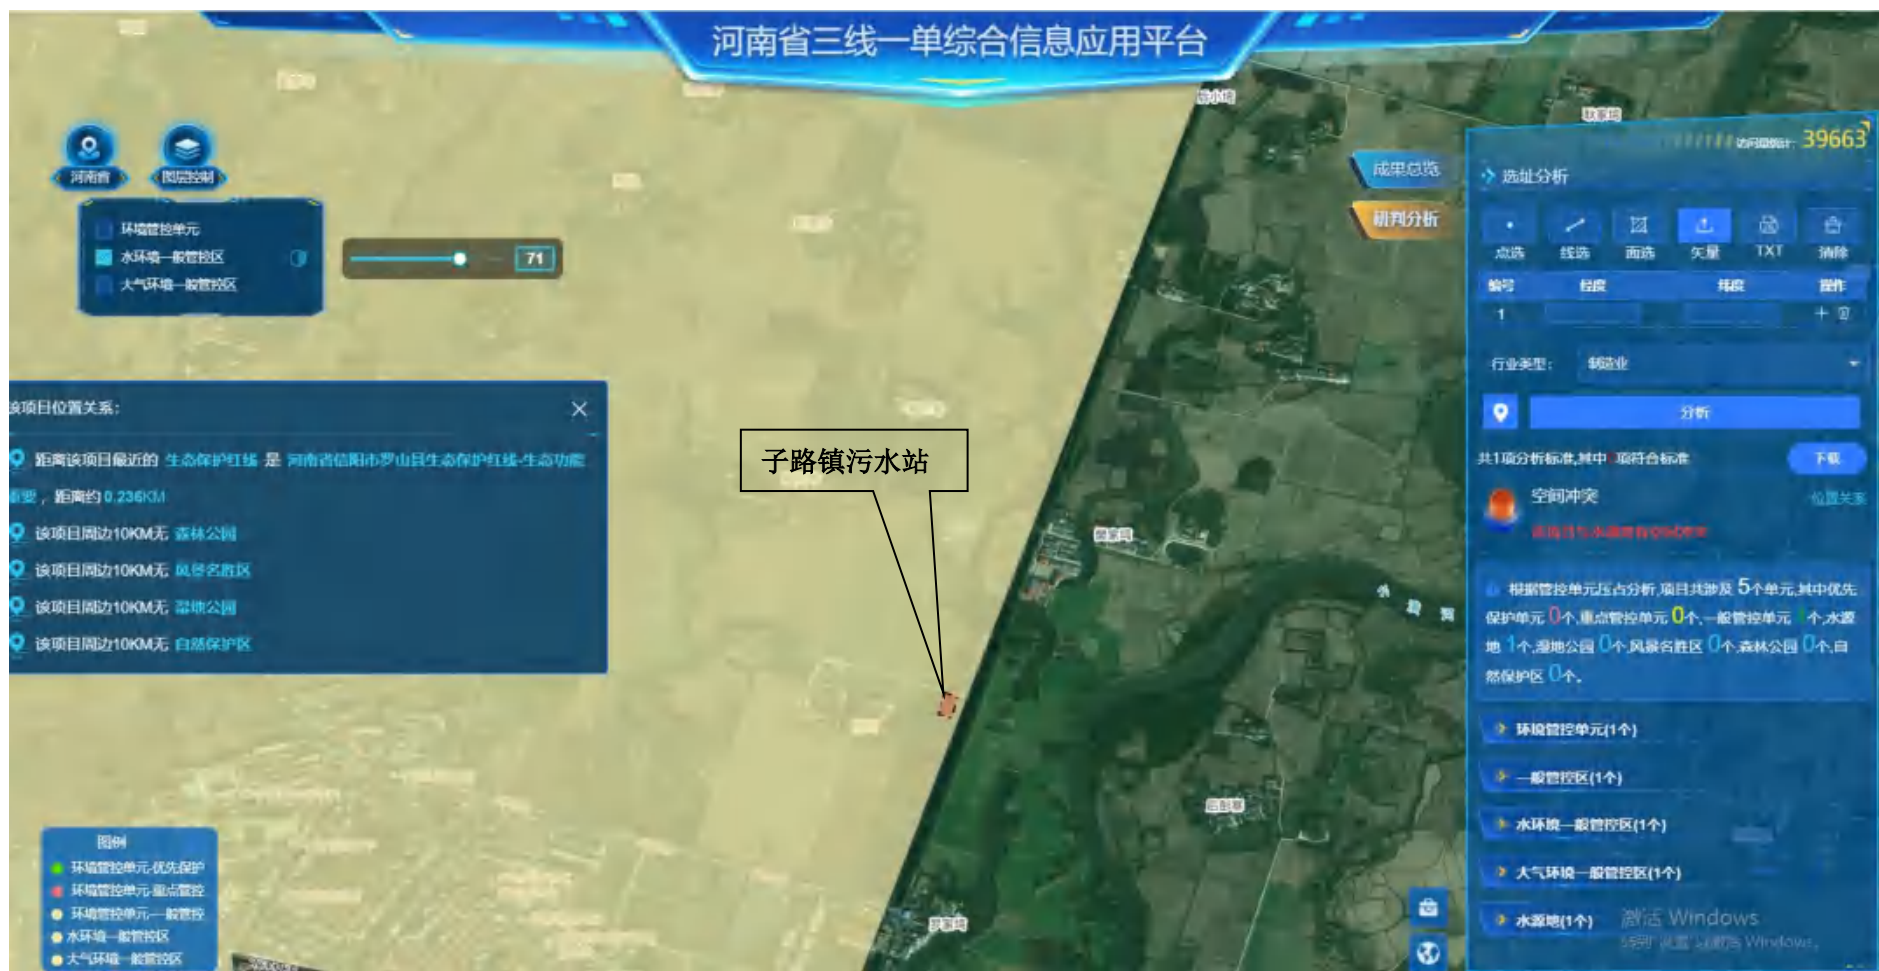 河南省三线一单综合信息应用平台
河南省
图层控制
环境管控单元
水环境一般管控区
71
大气环境一般管控区
该项目位置关系：
距离该项目最近的 生态保护红线 是 河南省信阳市罗山县生态保护红线-生态功能
重要，距离约 0.236KM
该项目周边10KM无 森林公园
该项目周边10KM无 风景名胜区
该项目周边10KM无 湿地公园
该项目周边10KM无 自然保护区
图例
环境管控单元-优先保护
环境管控单元-重点管控
环境管控单元-一般管控
水环境一般管控区
大气环境一般管控区
子路镇污水站
成果总览
研判分析
39663
选址分析
点选 线选 面选 矢量 TXT 清除
编号 经度 纬度 操作
1
行业类型： 制造业
分析
共1项分析标准,其中 项符合标准
下载
空间冲突
位置关系
根据管控单元压占分析,项目共涉及 5个单元,其中优先
保护单元 0个,重点管控单元 0个,一般管控单元 个,水源
地 1个,湿地公园 0个,风景名胜区 0个,森林公园 0个,自
然保护区 0个。
环境管控单元(1个)
一般管控区(1个)
水环境一般管控区(1个)
大气环境一般管控区(1个)
水源地(1个)
激活 Windows
转到"设置"以激活 Windows。